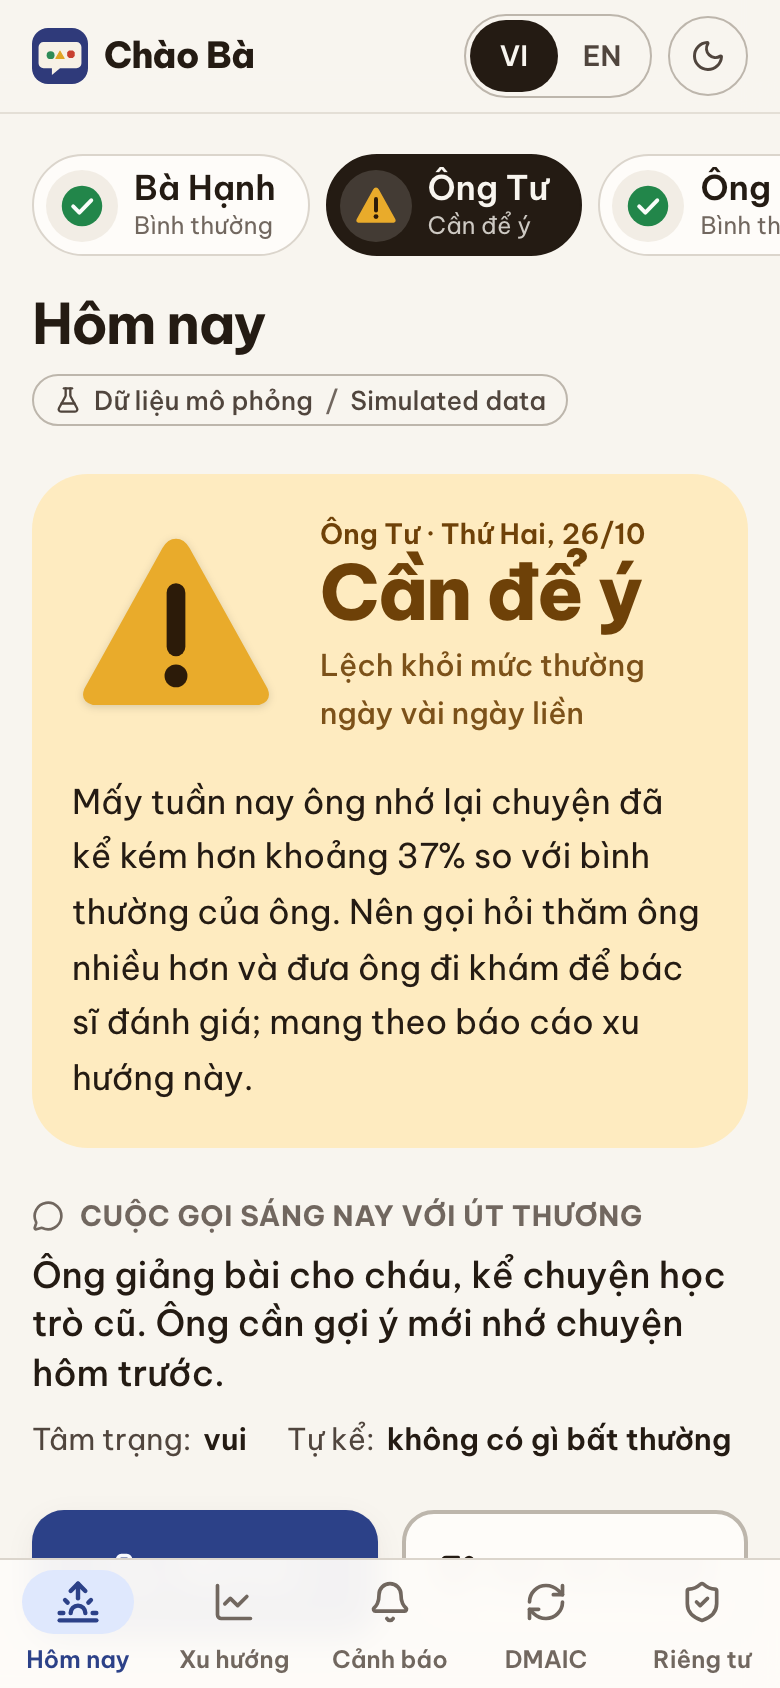 Chào Bà
VI
EN
Bà Hạnh
Bình thường
Ông Tư
Cần để ý
Ông
Bình th
Hôm nay
Dữ liệu mô phỏng / Simulated data
Ông Tư · Thứ Hai, 26/10
Cần để ý
Lệch khỏi mức thường
ngày vài ngày liền
Mấy tuần nay ông nhớ lại chuyện đã
kể kém hơn khoảng 37% so với bình
thường của ông. Nên gọi hỏi thăm ông
nhiều hơn và đưa ông đi khám để bác
sĩ đánh giá; mang theo báo cáo xu
hướng này.
CUỘC GỌI SÁNG NAY VỚI ÚT THƯƠNG
Ông giảng bài cho cháu, kể chuyện học
trò cũ. Ông cần gợi ý mới nhớ chuyện
hôm trước.
Tâm trạng: vui Tự kể: không có gì bất thường
Hôm nay
Xu hướng
Cảnh báo
DMAIC
Riêng tư